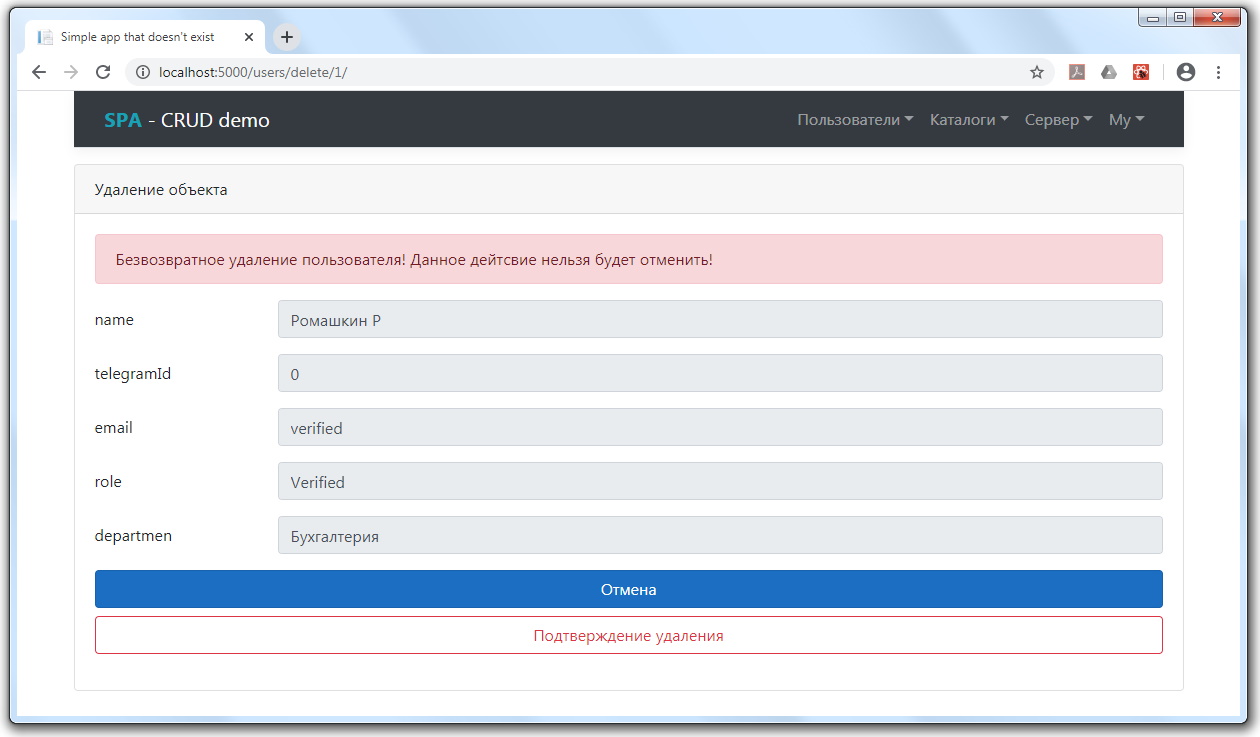 Simple app that doesn't exist
localhost:5000/users/delete/1/
SPA - CRUD demo
Пользователи Каталоги Сервер My
Удаление объекта
Безвозвратное удаление пользователя! Данное дейтсвие нельзя будет отменить!
name Ромашкин Р
telegramId 0
email verified
role Verified
departmen Бухгалтерия
Отмена
Подтверждение удаления